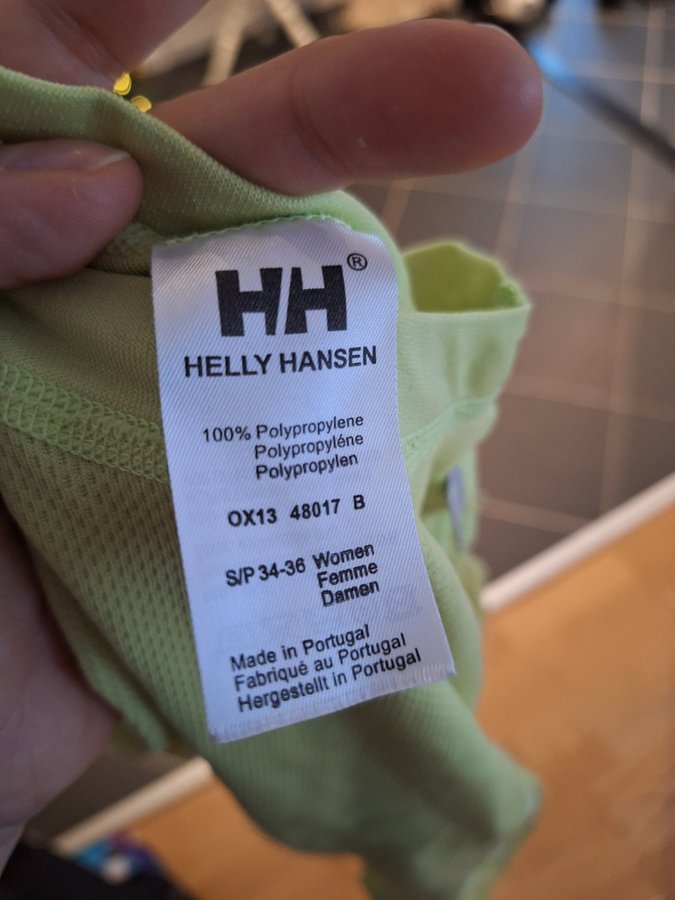 HH®
HELLY HANSEN
100% Polypropylene
Polypropyléne
Polypropylen
OX13 48017 B
S/P 34-36 Women
Femme
Damen
Made in Portugal
Fabriqué au Portugal
Hergestellt in Portugal